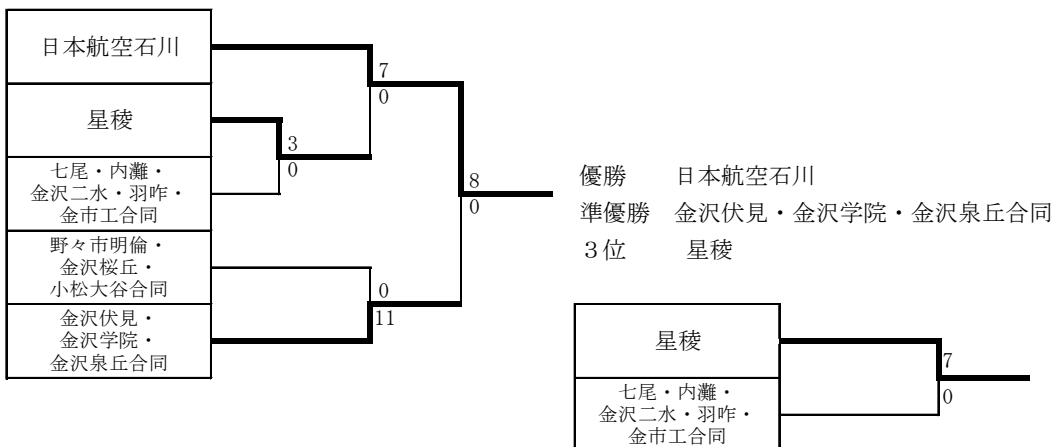 日本航空石川
星稜
七尾・内灘・
金沢二水・羽咋・
金市工合同
野々市明倫・
金沢桜丘・
小松大谷合同
金沢伏見・
金沢学院・
金沢泉丘合同
7
0
3
0
0
11
8
0
優勝 日本航空石川
準優勝 金沢伏見・金沢学院・金沢泉丘合同
３位 星稜
星稜
七尾・内灘・
金沢二水・羽咋・
金市工合同
7
0